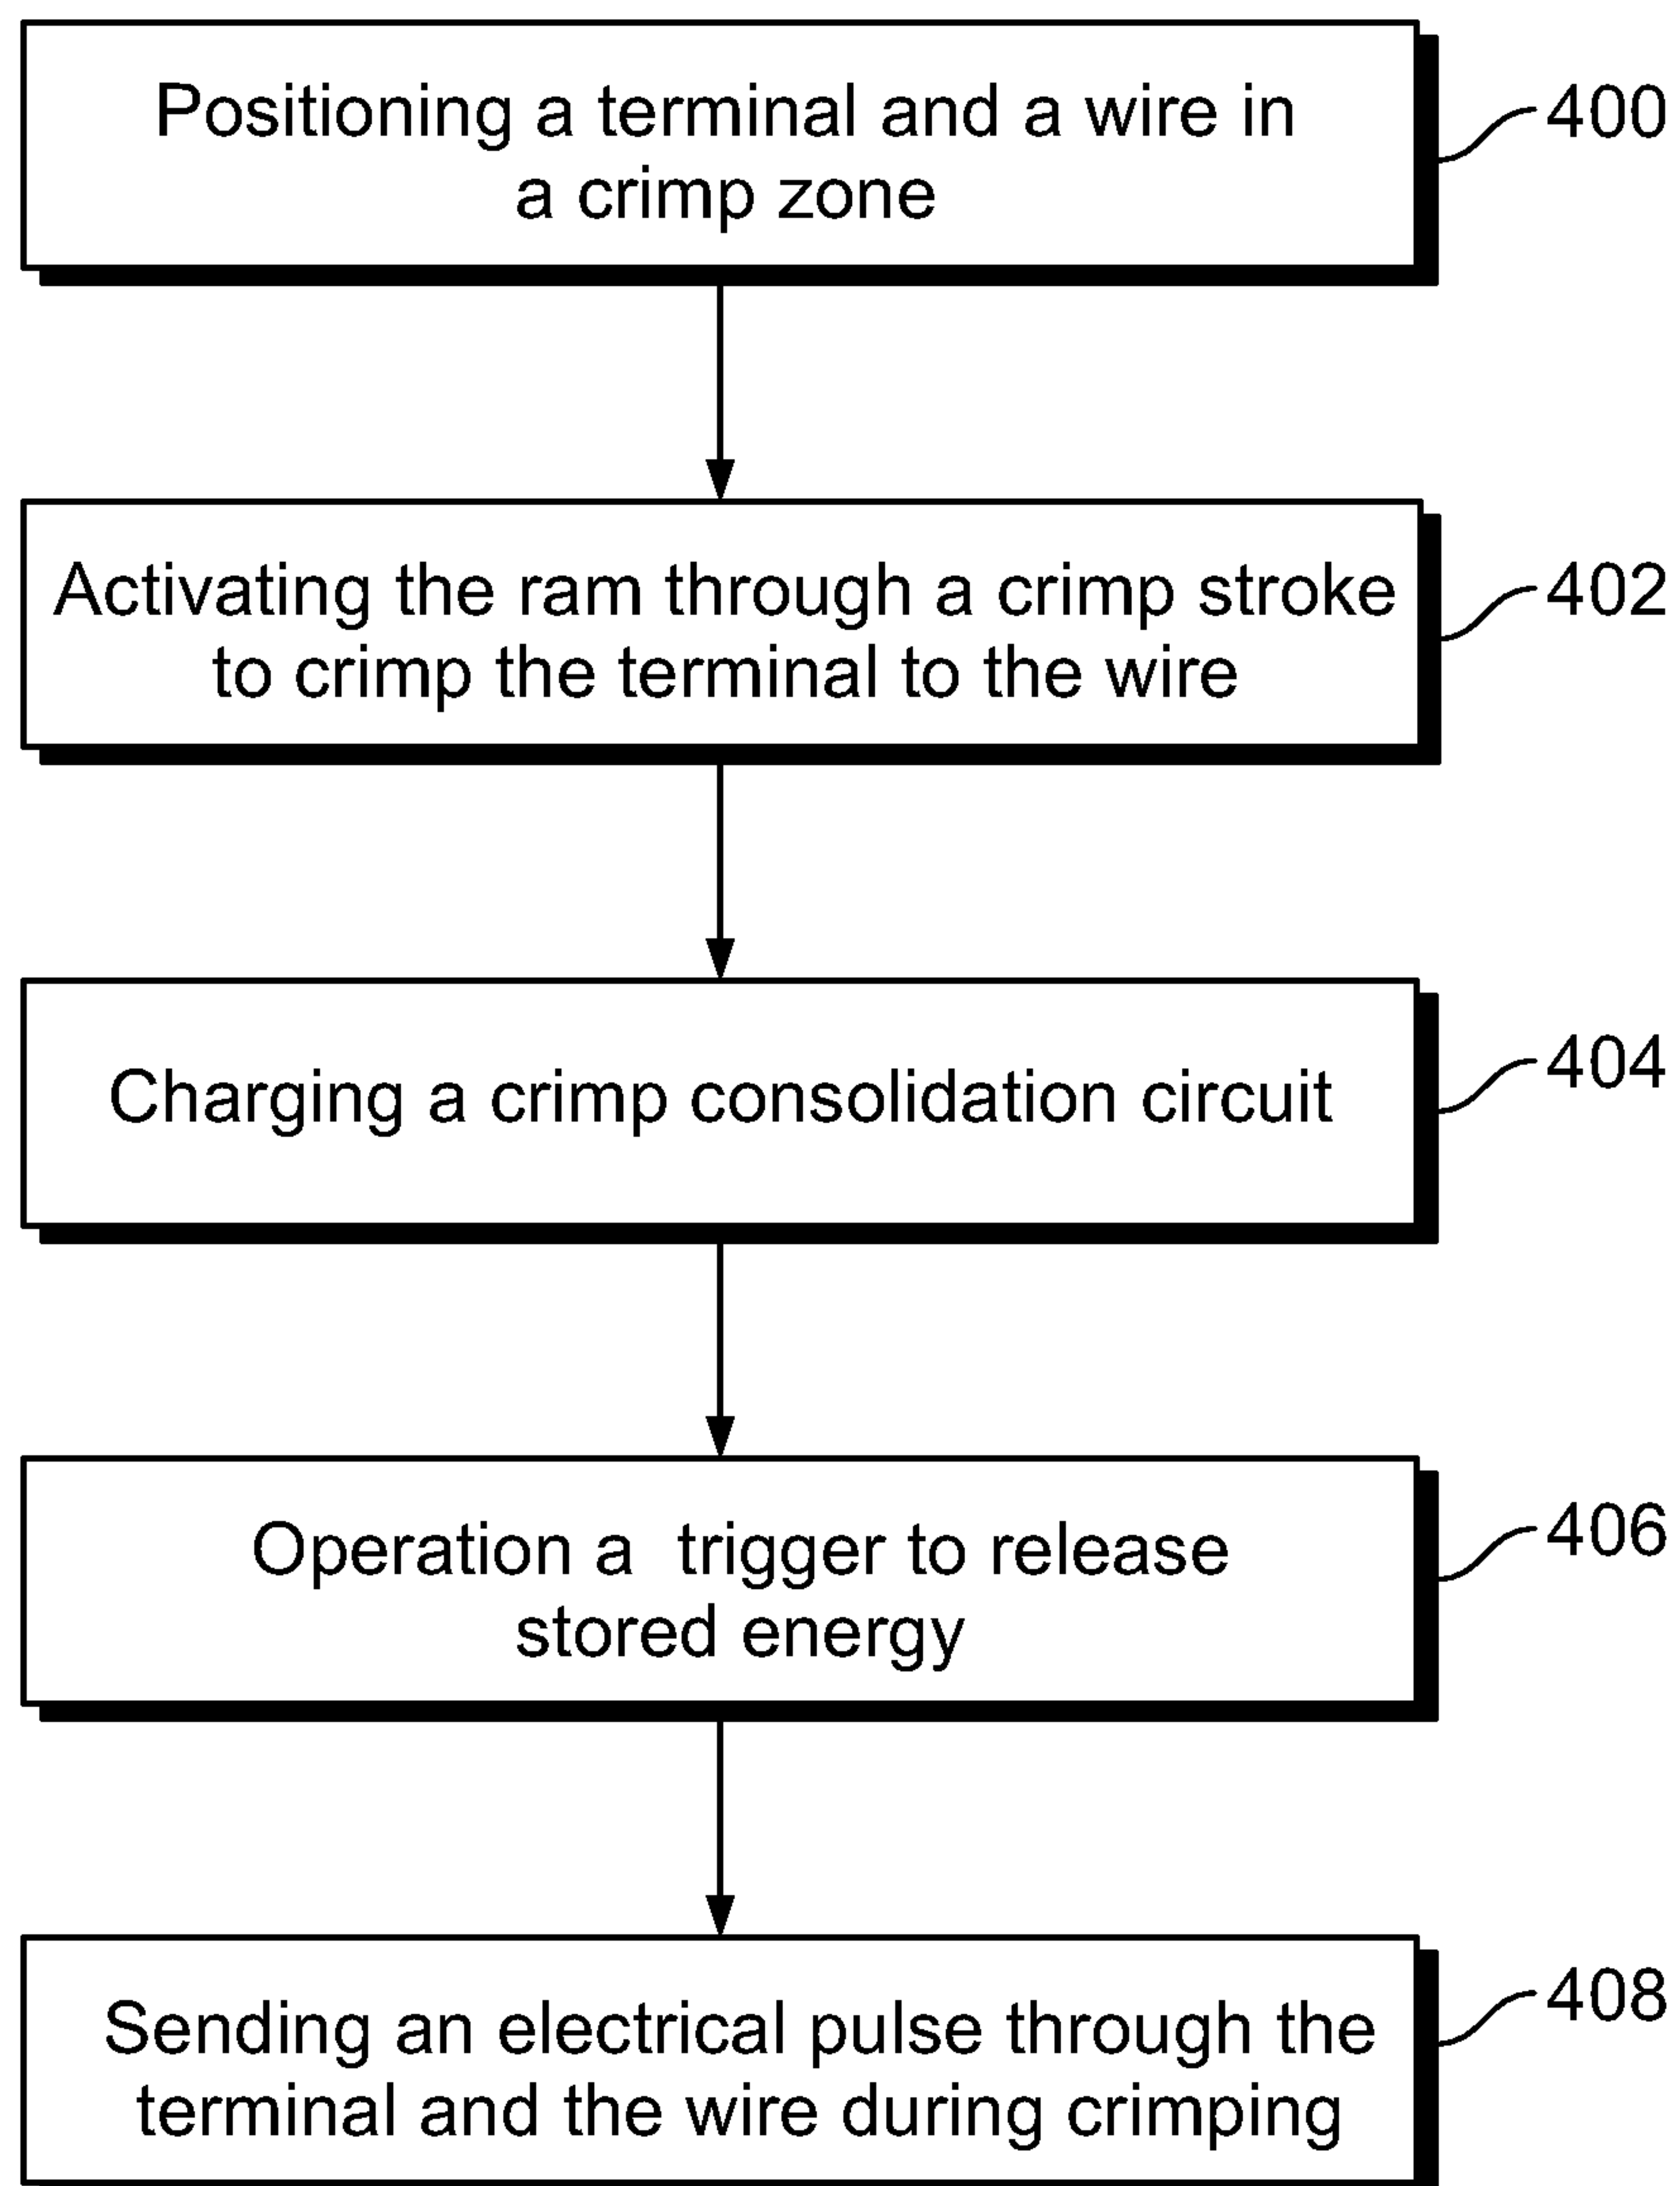 Positioning a terminal and a wire in
a crimp zone
400
Activating the ram through a crimp stroke
to crimp the terminal to the wire
402
Charging a crimp consolidation circuit
404
Operation a  trigger to release
stored energy
406
Sending an electrical pulse through the
terminal and the wire during crimping
408